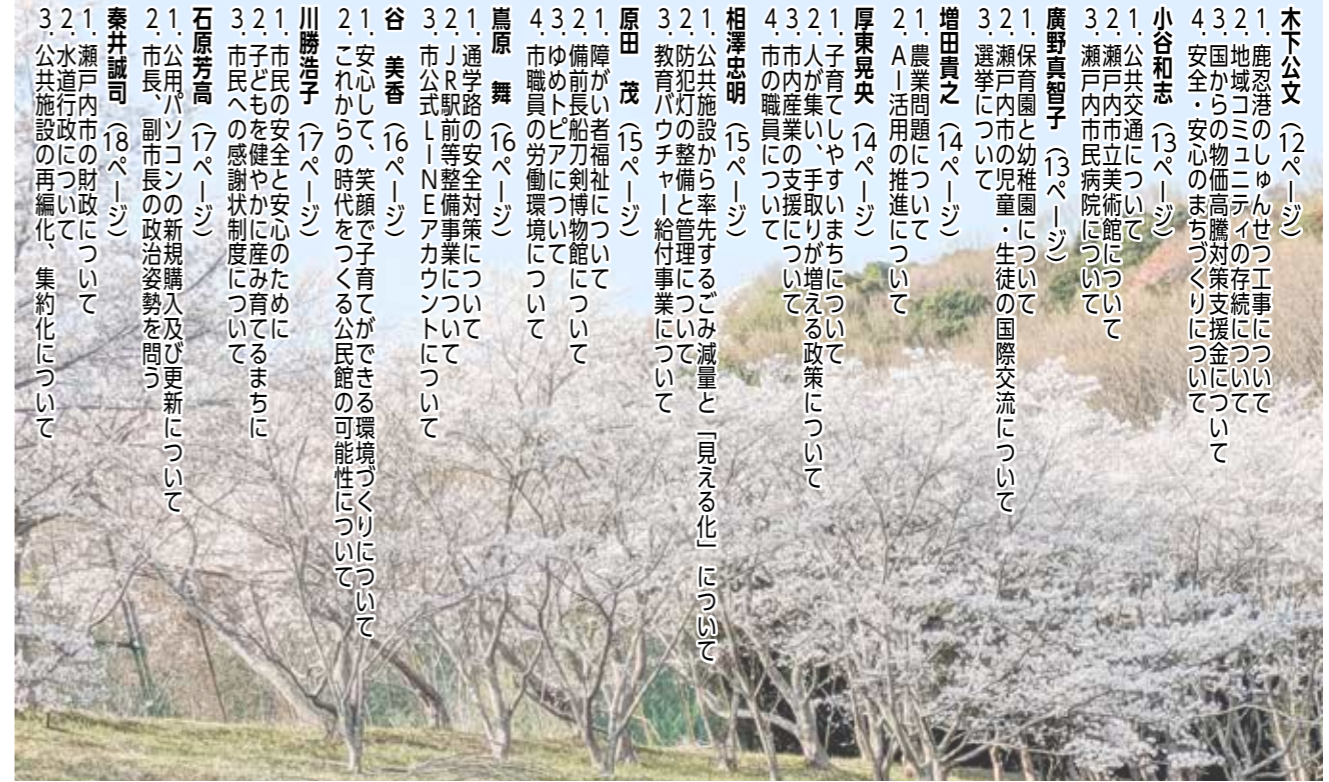 木下公文（12ページ）
1. 鹿忍港のしゅんせつ工事について
2. 地域コミュニティの存続について
3. 国からの物価高騰対策支援金について
4. 安全・安心のまちづくりについて
小谷和志（13ページ）
1. 公共交通について
2. 瀬戸内市立美術館について
3. 瀬戸内市民病院について
廣野真智子（13ページ）
1. 保育園と幼稚園について
2. 瀬戸内市の児童・生徒の国際交流について
3. 選挙について
増田貴之（14ページ）
1. 農業問題について
2. AI活用の推進について
厚東晃央（14ページ）
1. 子育てしやすいまちについて
2. 人が集い、手取りが増える政策について
3. 市内産業の支援について
4. 市の職員について
相澤忠明（15ページ）
1. 公共施設から率先するごみ減量と「見える化」について
2. 防犯灯の整備と管理について
3. 教育バウチャー給付事業について
原田　茂（15ページ）
1. 障がい者福祉について
2. 備前長船刀剣博物館について
3. ゆめトピアについて
4. 市職員の労働環境について
嶌原　舞（16ページ）
1. 通学路の安全対策について
2. JR駅前等整備事業について
3. 市公式LINEアカウントについて
谷　美香（16ページ）
1. 安心して、笑顔で子育てができる環境づくりについて
2. これからの時代をつくる公民館の可能性について
川勝浩子（17ページ）
1. 市民の安全と安心のために
2. 子どもを健やかに産み育てるまちに
3. 市民への感謝状制度について
石原芳高（17ページ）
1. 公用パソコンの新規購入及び更新について
2. 市長、副市長の政治姿勢を問う
秦井誠司（18ページ）
1. 瀬戸内市の財政について
2. 水道行政について
3. 公共施設の再編化、集約化について